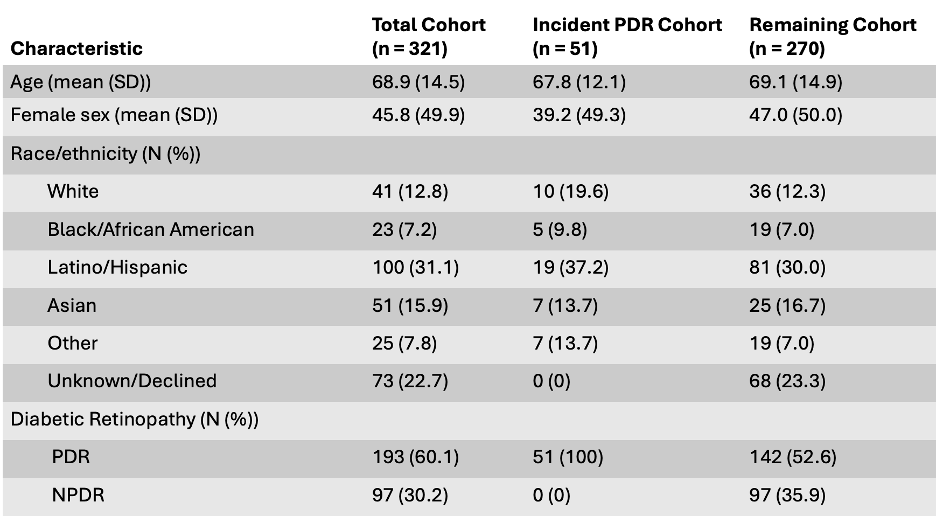 Characteristic Total Cohort (n = 321) Incident PDR Cohort (n = 51) Remaining Cohort (n = 270)
Age (mean (SD)) 68.9 (14.5) 67.8 (12.1) 69.1 (14.9)
Female sex (mean (SD)) 45.8 (49.9) 39.2 (49.3) 47.0 (50.0)
Race/ethnicity (N (%))
White 41 (12.8) 10 (19.6) 36 (12.3)
Black/African American 23 (7.2) 5 (9.8) 19 (7.0)
Latino/Hispanic 100 (31.1) 19 (37.2) 81 (30.0)
Asian 51 (15.9) 7 (13.7) 25 (16.7)
Other 25 (7.8) 7 (13.7) 19 (7.0)
Unknown/Declined 73 (22.7) 0 (0) 68 (23.3)
Diabetic Retinopathy (N (%))
PDR 193 (60.1) 51 (100) 142 (52.6)
NPDR 97 (30.2) 0 (0) 97 (35.9)